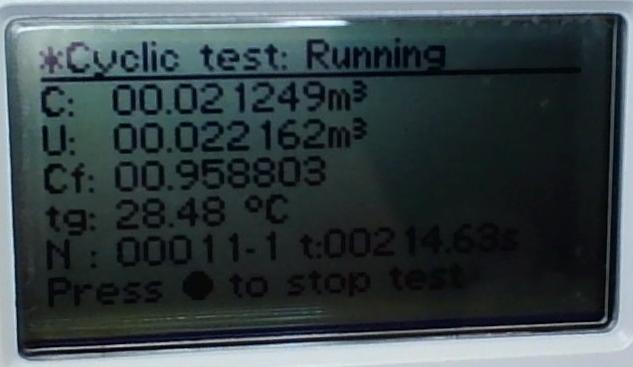 *Cyclic test: Running
C: 00.021249m³
U: 00.022162m³
Cf: 00.958803
tg: 28.48 °C
N : 00011-1 t:00214.63s
Press ● to stop test